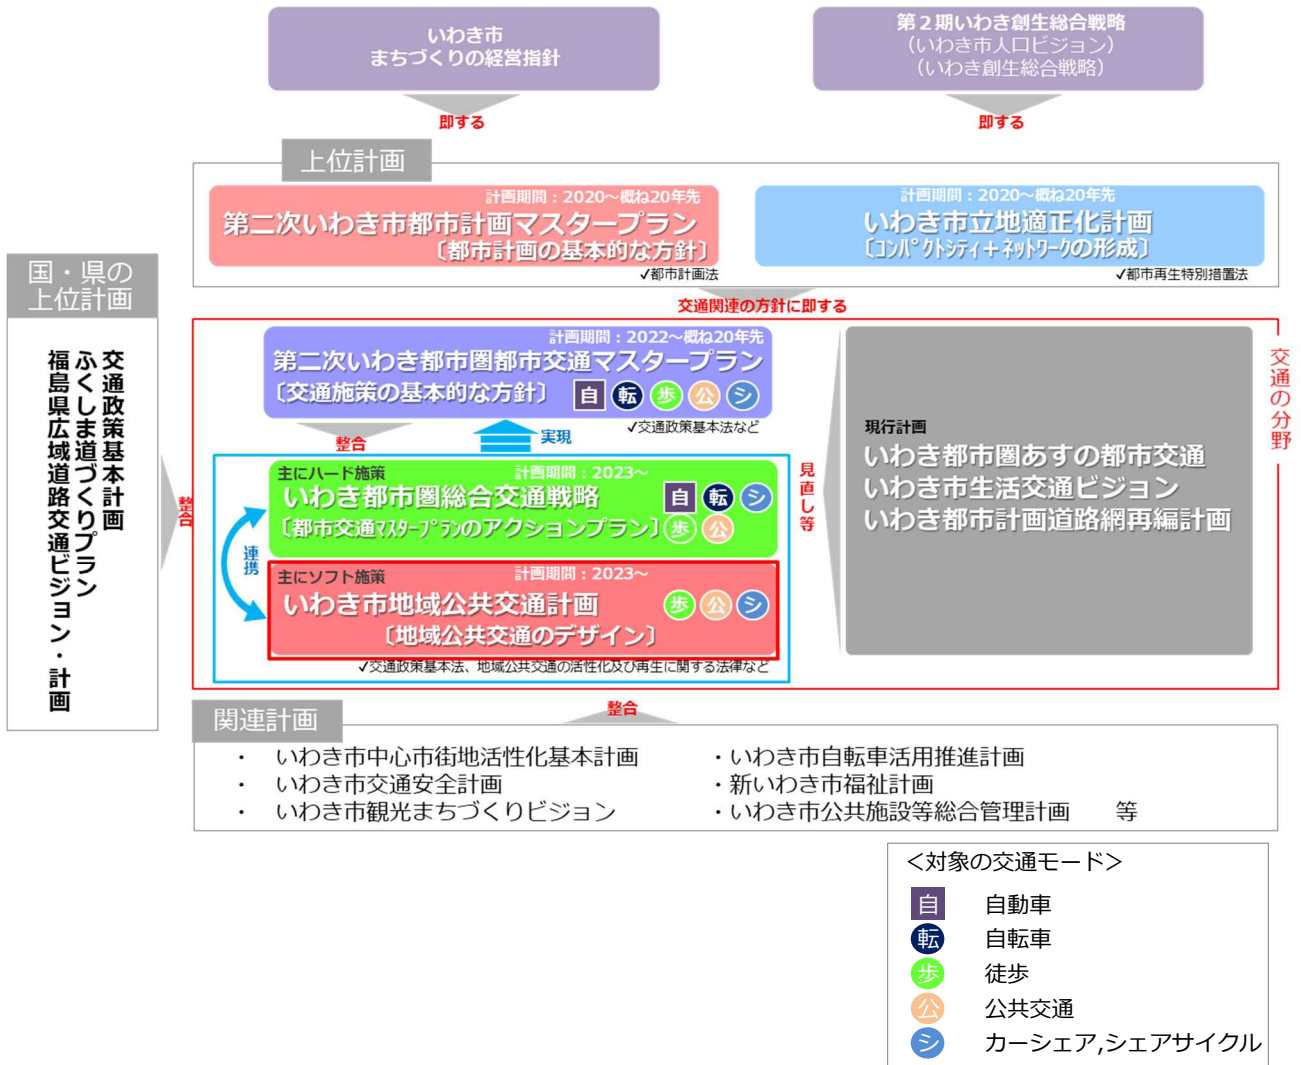 いわき市
まちづくりの経営指針
第２期いわき創生総合戦略
（いわき市人口ビジョン）
（いわき創生総合戦略）
即する
即する
上位計画
計画期間：2020～概ね20年先
第二次いわき市都市計画マスタープラン
〔都市計画の基本的な方針〕
✓都市計画法
計画期間：2020～概ね20年先
いわき市立地適正化計画
〔ｺﾝﾊﾟｸﾄｼﾃｨ＋ﾈｯﾄﾜｰｸの形成〕
✓都市再生特別措置法
交通関連の方針に即する
国・県の
上位計画
交通政策基本計画
ふくしま道づくりプラン
福島県広域道路交通ビジョン・計画
整合
交通の分野
計画期間：2022～概ね20年先
第二次いわき都市圏都市交通マスタープラン
〔交通施策の基本的な方針〕 自 転 歩 公 シ
✓交通政策基本法など
整合
実現
連携
主にハード施策 計画期間：2023～
いわき都市圏総合交通戦略 自 転 シ
〔都市交通ﾏｽﾀｰﾌﾟﾗﾝのアクションプラン〕 歩 公
主にソフト施策 計画期間：2023～
いわき市地域公共交通計画 歩 公 シ
〔地域公共交通のデザイン〕
✓交通政策基本法、地域公共交通の活性化及び再生に関する法律など
見直し等
現行計画
いわき都市圏あすの都市交通
いわき市生活交通ビジョン
いわき都市計画道路網再編計画
整合
関連計画
・ いわき市中心市街地活性化基本計画
・ いわき市交通安全計画
・ いわき市観光まちづくりビジョン
・いわき市自転車活用推進計画
・新いわき市福祉計画
・いわき市公共施設等総合管理計画 等
＜対象の交通モード＞
自 自動車
転 自転車
歩 徒歩
公 公共交通
シ カーシェア,シェアサイクル